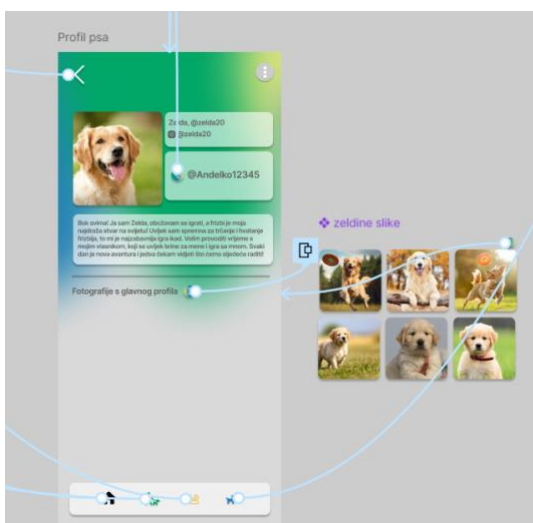 Profil psa
Zelda, @zelda20
@zelda20
@Andelko12345
Bok svima! Ja sam Zelda, obožavam se igrati, a frizbi je moja
najdraža stvar na svijetu! Uvijek sam spremna za trčanje i hvatanje
frizbija, to mi je najzabavnija igra ikad. Volim provoditi vrijeme s
mojim vlasnikom, koji se uvijek brine za mene i igra sa mnom. Svaki
dan je nova avantura i jedva čekam vidjeti što ćemo sljedeće raditi!
Fotografije s glavnog profila
zeldine slike